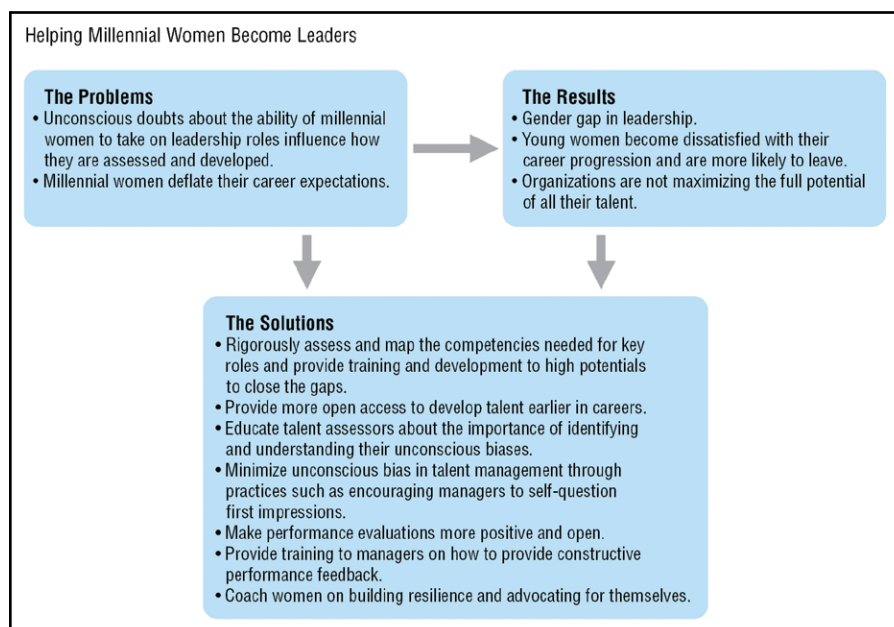 Helping Millennial Women Become Leaders
The Problems
• Unconscious doubts about the ability of millennial
women to take on leadership roles influence how
they are assessed and developed.
• Millennial women deflate their career expectations.
The Results
• Gender gap in leadership.
• Young women become dissatisfied with their
career progression and are more likely to leave.
• Organizations are not maximizing the full potential
of all their talent.
The Solutions
• Rigorously assess and map the competencies needed for key
roles and provide training and development to high potentials
to close the gaps.
• Provide more open access to develop talent earlier in careers.
• Educate talent assessors about the importance of identifying
and understanding their unconscious biases.
• Minimize unconscious bias in talent management through
practices such as encouraging managers to self-question
first impressions.
• Make performance evaluations more positive and open.
• Provide training to managers on how to provide constructive
performance feedback.
• Coach women on building resilience and advocating for themselves.